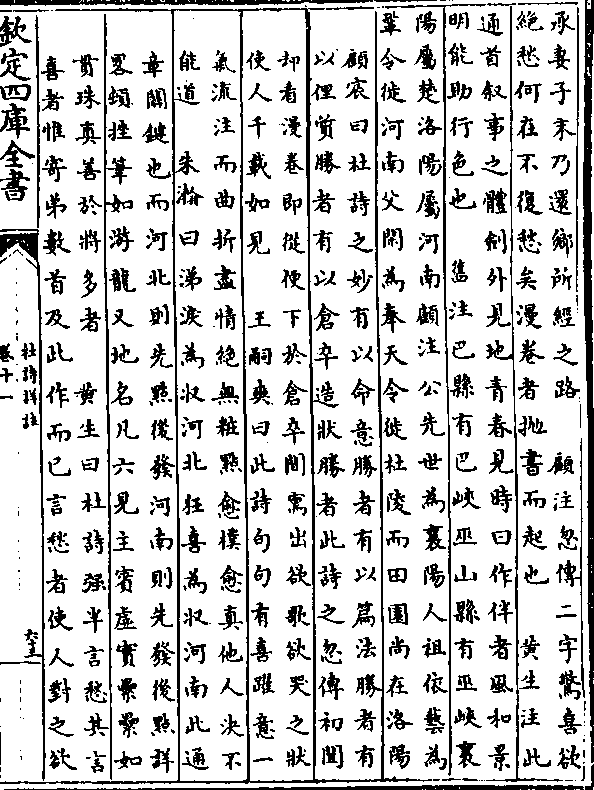 承妻子末乃還鄉所經之路　顧注忽傳二字驚喜欲
絕愁何在不復愁矣漫卷者拋書而起也　黄生注此
通首叙事之體劍外見地青春見時曰作伴者風和景
明能助行色也　舊注巴縣有巴峽巫山縣有巫峽襄
陽屬楚洛陽屬河南顧注公先世為襄陽人祖依藝為
鞏令徙河南父閑為奉天令徙杜陵而田園尚在洛陽
顧宸曰杜詩之妙有以命意勝者有以篇法勝者有
以俚質勝者有以倉卒造狀勝者此詩之忽傳初聞
却看漫卷即從便下於倉卒間寫出欲歌欲哭之狀
使人千載如見　王嗣奭曰此詩句句有喜躍意一
氣流注而曲折盡情絕無粧點愈樸愈真他人決不
能道　朱瀚曰涕淚為收河北狂喜為收河南此通
章關鍵也而河北則先點後發河南則先發後點詳
畧頓挫筆如游龍又地名凡六見主賓虛實纍纍如
貫珠真善於將多者　黄生曰杜詩强半言愁其言
喜者惟寄弟數首及此作而已言愁者使人對之欲
欽定四庫全書
杜詩詳註
卷十一